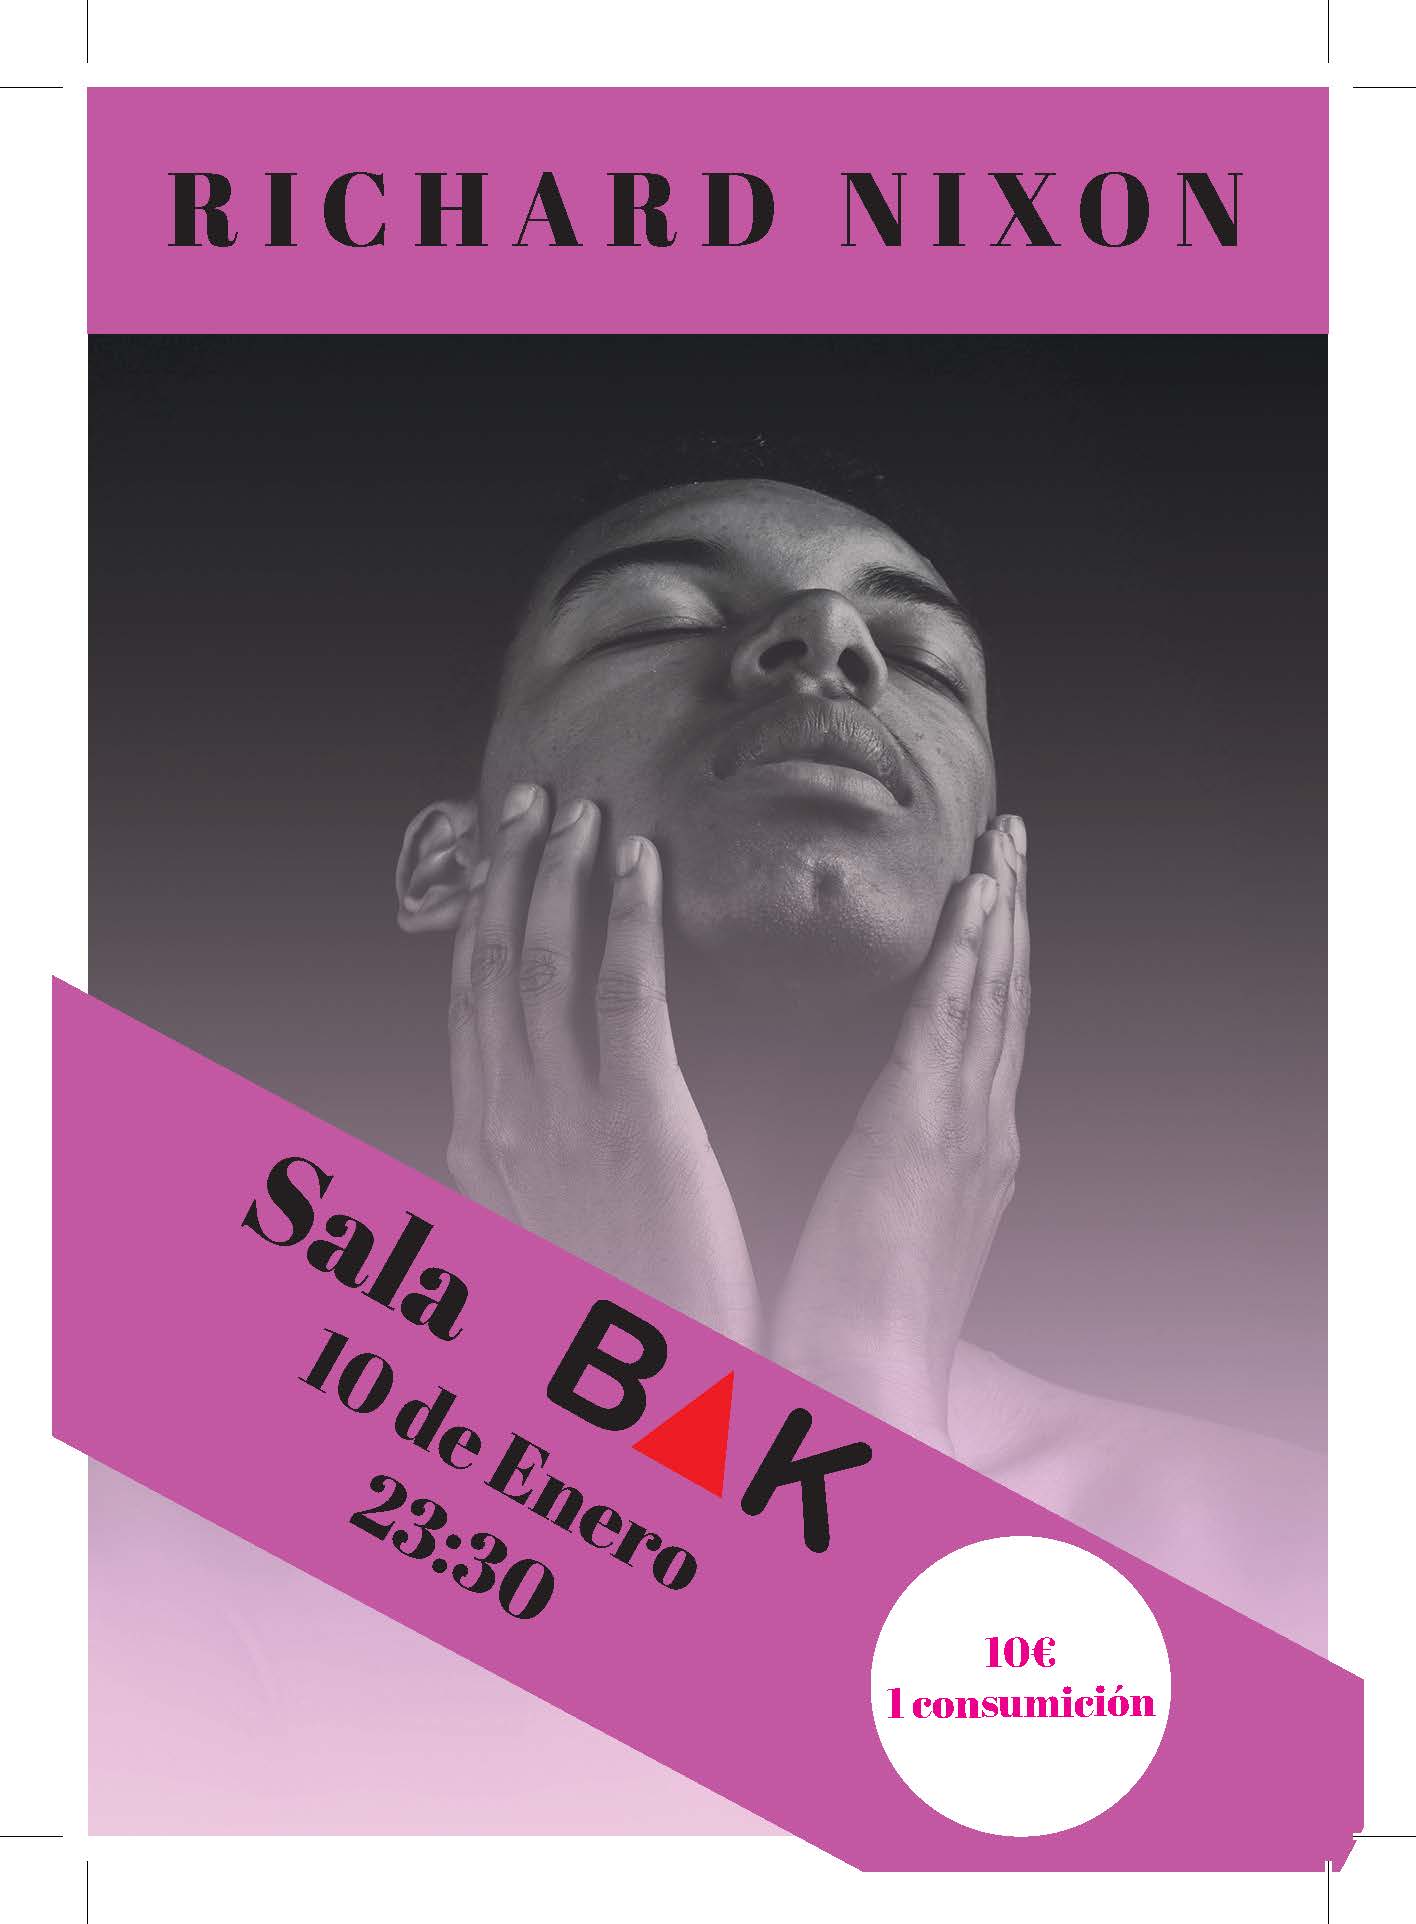 RICHARD NIXON
Sala BAK
10 de Enero
23:30
10€
1 consumición